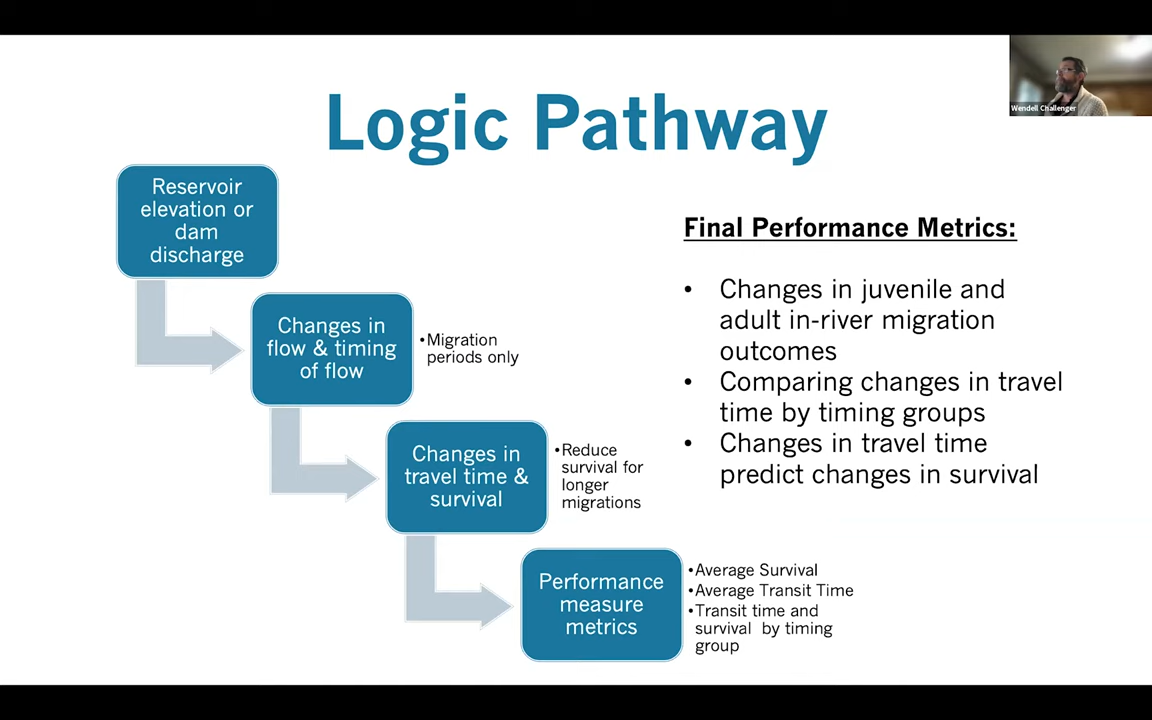 Logic Pathway
Wendell Challenger
Reservoir
elevation or
dam
discharge
Changes in
flow & timing
of flow
•Migration
periods only
Changes in
travel time &
survival
•Reduce
survival for
longer
migrations
Performance
measure
metrics
•Average Survival
•Average Transit Time
•Transit time and
survival by timing
group
Final Performance Metrics:
• Changes in juvenile and
adult in-river migration
outcomes
• Comparing changes in travel
time by timing groups
• Changes in travel time
predict changes in survival